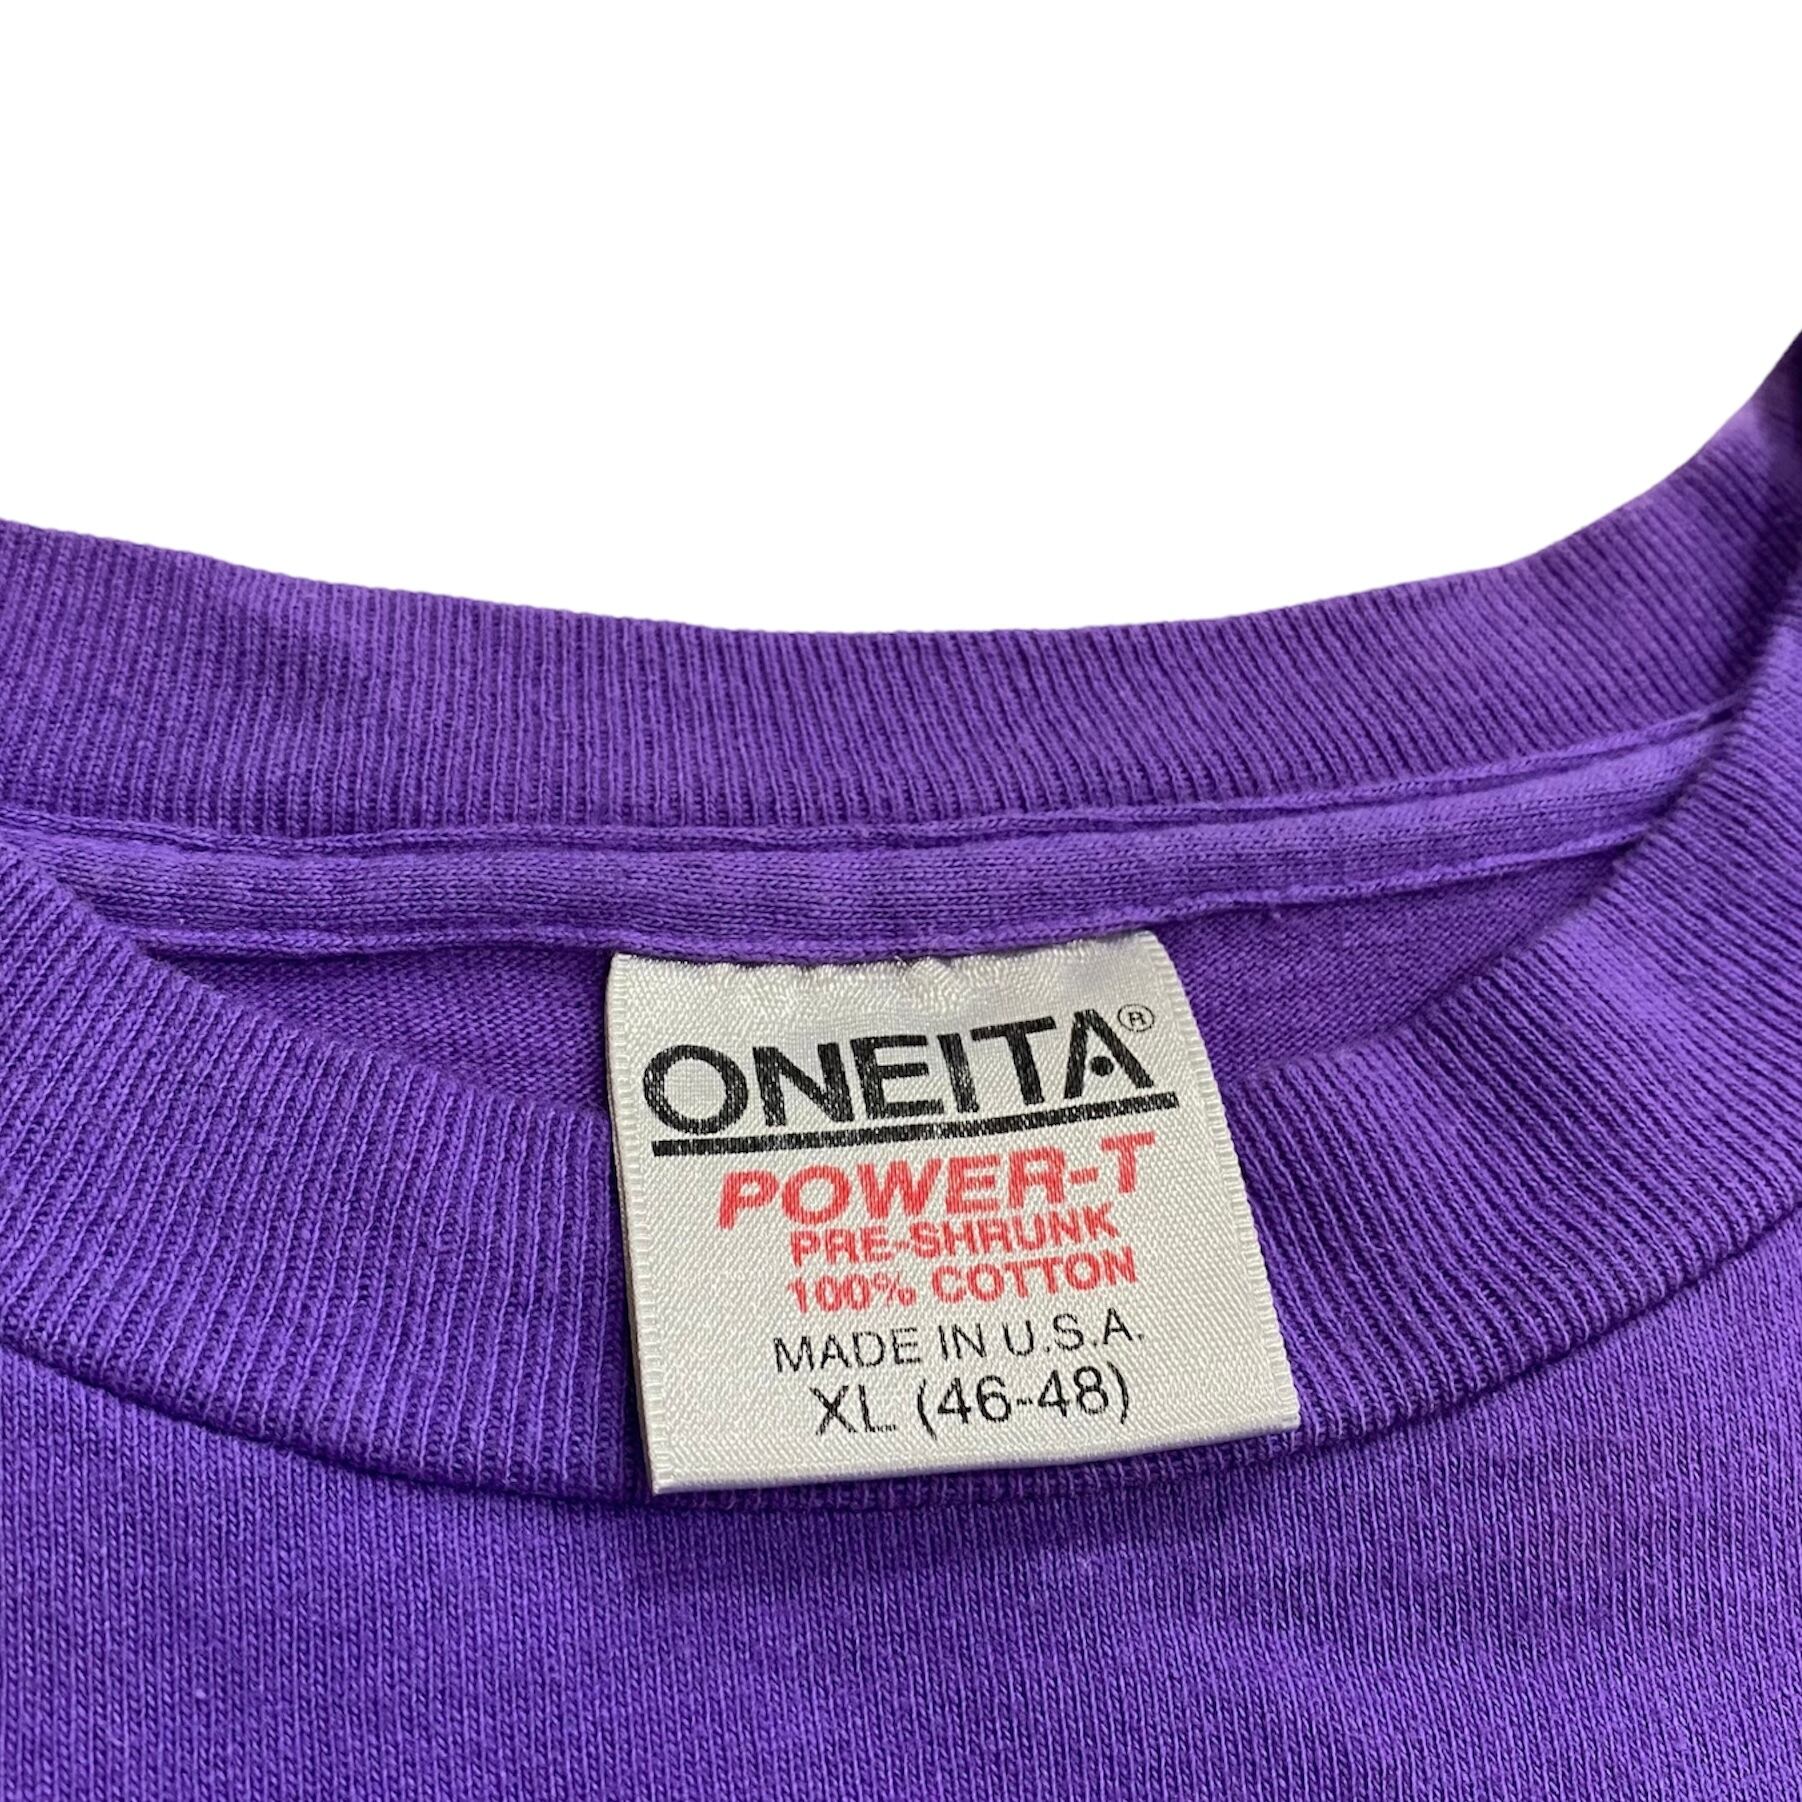 ONEITA®
POWER-T
PRE-SHRUNK
100% COTTON
MADE IN U.S.A.
XL (46-48)